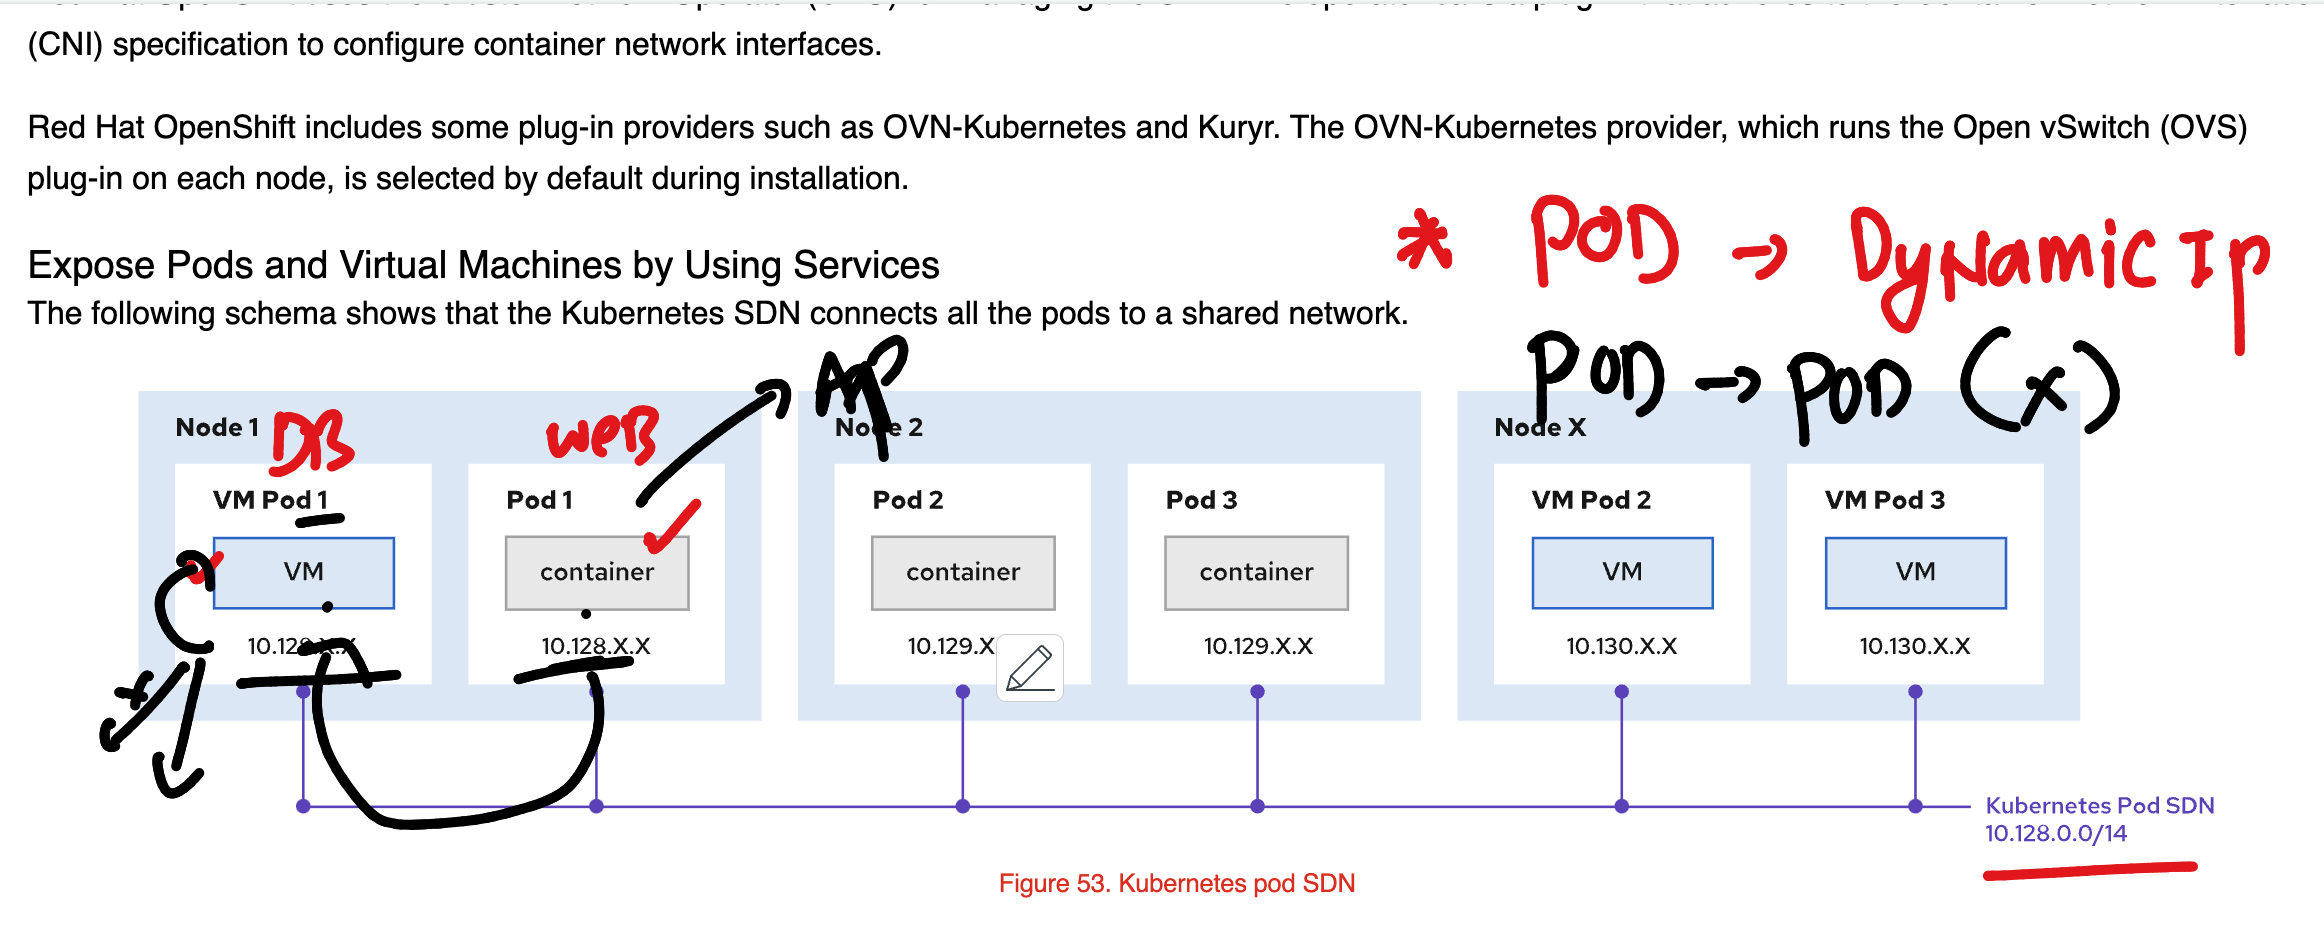 (CNI) specification to configure container network interfaces.
Red Hat OpenShift includes some plug-in providers such as OVN-Kubernetes and Kuryr. The OVN-Kubernetes provider, which runs the Open vSwitch (OVS)
plug-in on each node, is selected by default during installation.
* POD → DyNamic Ip
Expose Pods and Virtual Machines by Using Services
The following schema shows that the Kubernetes SDN connects all the pods to a shared network.
POD → POD (x)
Node 1 DB weB
Node 2
Node X
VM Pod 1
Pod 1
Pod 2
Pod 3
VM Pod 2
VM Pod 3
VM
container
container
container
VM
VM
10.128.X.X
10.128.X.X
10.129.X
10.129.X.X
10.130.X.X
10.130.X.X
Kubernetes Pod SDN
10.128.0.0/14
Figure 53. Kubernetes pod SDN